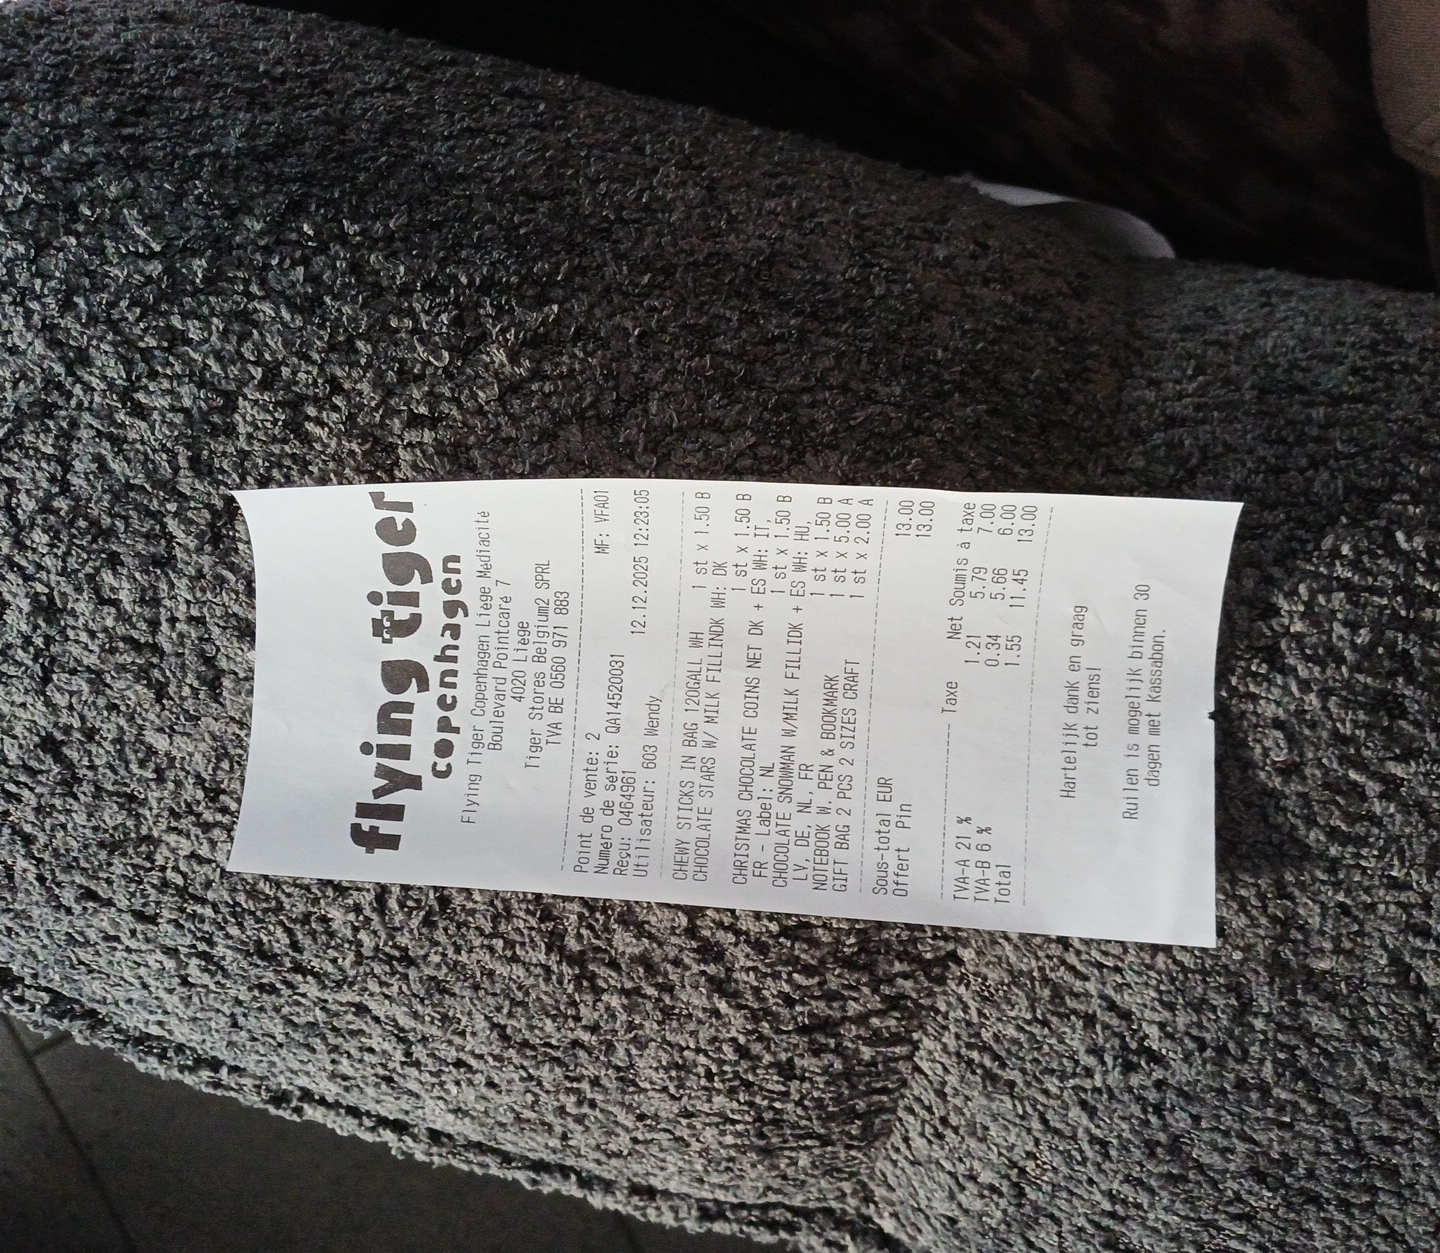 flying tiger
copenhagen
Flying Tiger Copenhagen Liège Médiacité
Boulevard Pointcaré 7
4020 Liège
Tiger Stores Belgium2 SPRL
TVA BE 0560 971 883
Point de vente: 2 MF: VFA01
Numéro de série: QA14520031
Reçu: 0464961
Utilisateur: 603 Wendy 12.12.2025 12:23:05
CHEWY STICKS IN BAG 120GALL WH 1 st x 1.50 B
CHOCOLATE STARS W/ MILK FILLINDK WH: DK
1 st x 1.50 B
CHRISTMAS CHOCOLATE COINS NET DK + ES WH: IT,
FR - Label: NL 1 st x 1.50 B
CHOCOLATE SNOWMAN W/MILK FILLIDK + ES WH: HU,
LV, DE, NL, FR 1 st x 1.50 B
NOTEBOOK W. PEN & BOOKMARK 1 st x 5.00 A
GIFT BAG 2 PCS 2 SIZES CRAFT 1 st x 2.00 A
Sous-total EUR 13.00
Offert Pin 13.00
Taxe Net Soumis à taxe
TVA-A 21 % 1.21 5.79 7.00
TVA-B 6 % 0.34 5.66 6.00
Total 1.55 11.45 13.00
Hartelijk dank en graag
tot ziens!
Ruilen is mogelijk binnen 30
dagen met kassabon.